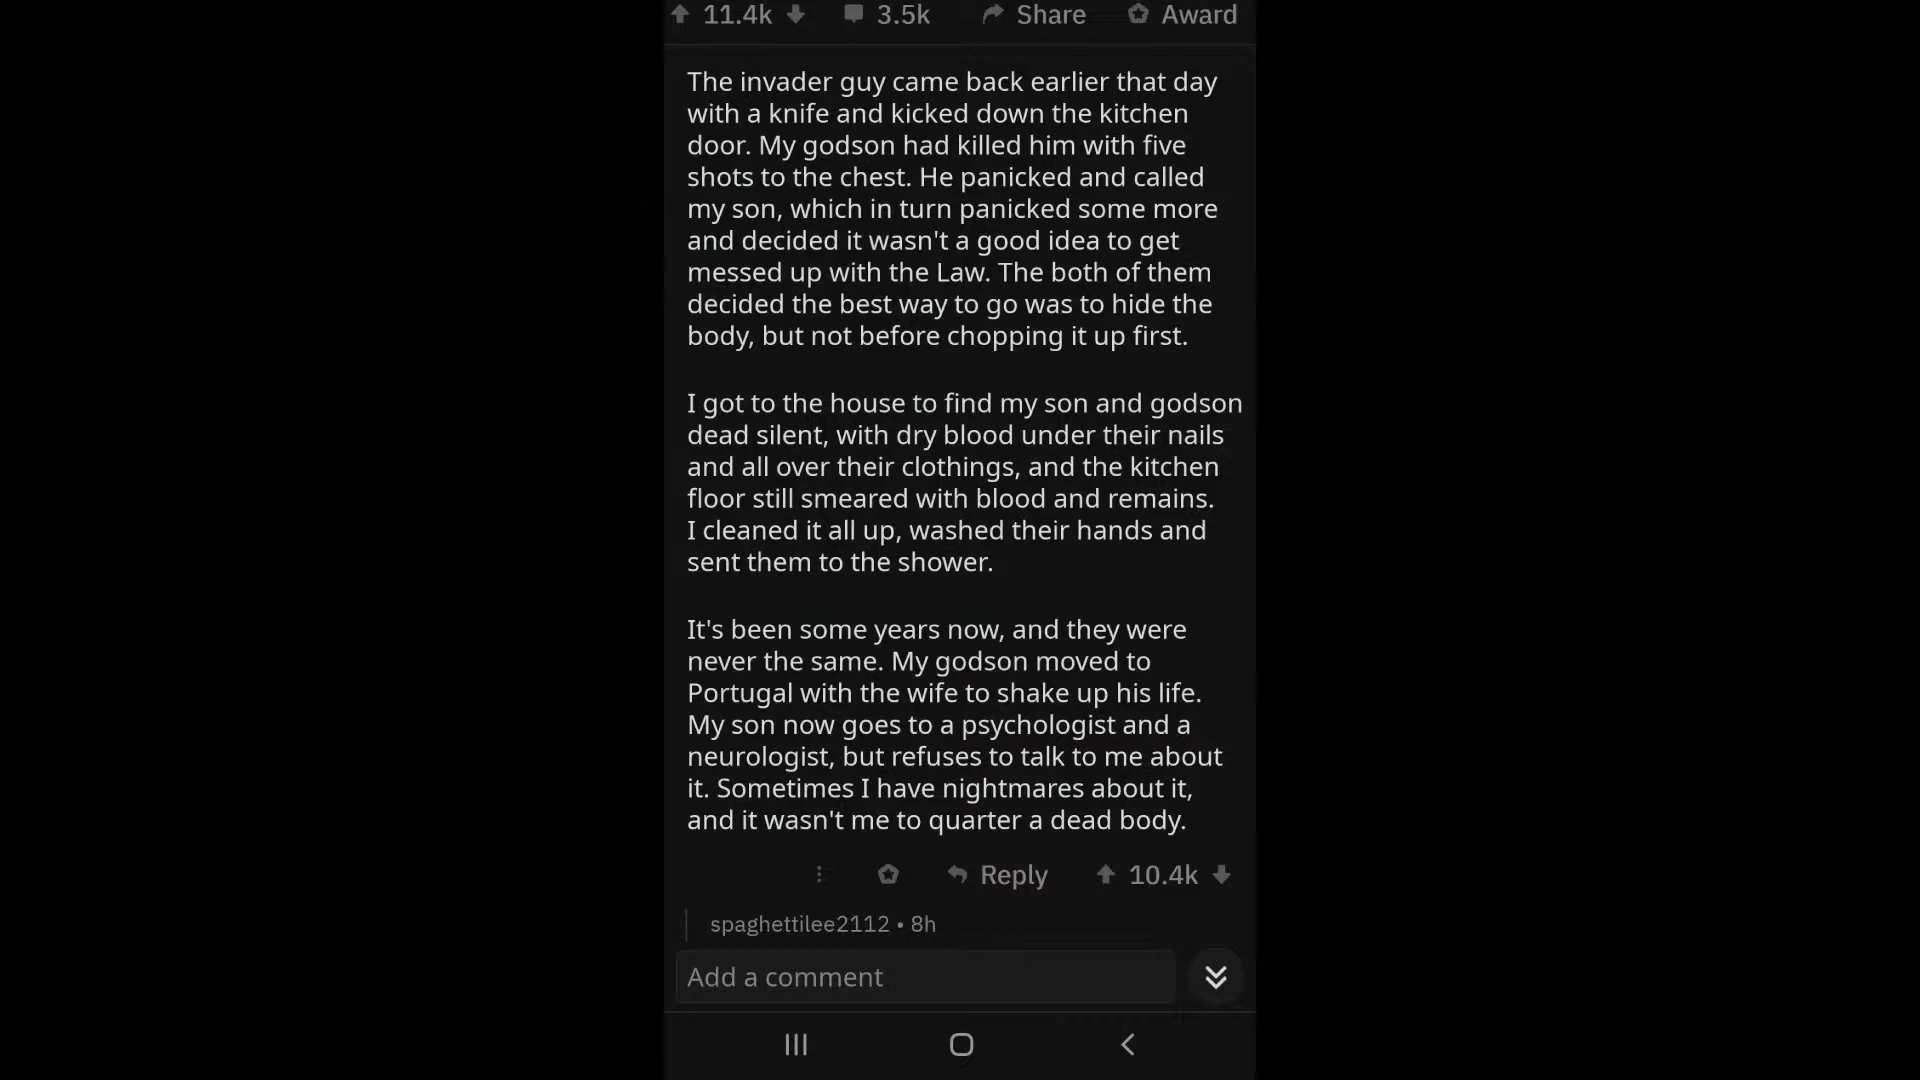 11.4k 3.5k Share Award
The invader guy came back earlier that day
with a knife and kicked down the kitchen
door. My godson had killed him with five
shots to the chest. He panicked and called
my son, which in turn panicked some more
and decided it wasn't a good idea to get
messed up with the Law. The both of them
decided the best way to go was to hide the
body, but not before chopping it up first.
I got to the house to find my son and godson
dead silent, with dry blood under their nails
and all over their clothings, and the kitchen
floor still smeared with blood and remains.
I cleaned it all up, washed their hands and
sent them to the shower.
It's been some years now, and they were
never the same. My godson moved to
Portugal with the wife to shake up his life.
My son now goes to a psychologist and a
neurologist, but refuses to talk to me about
it. Sometimes I have nightmares about it,
and it wasn't me to quarter a dead body.
Reply 10.4k
spaghettilee2112 • 8h
Add a comment